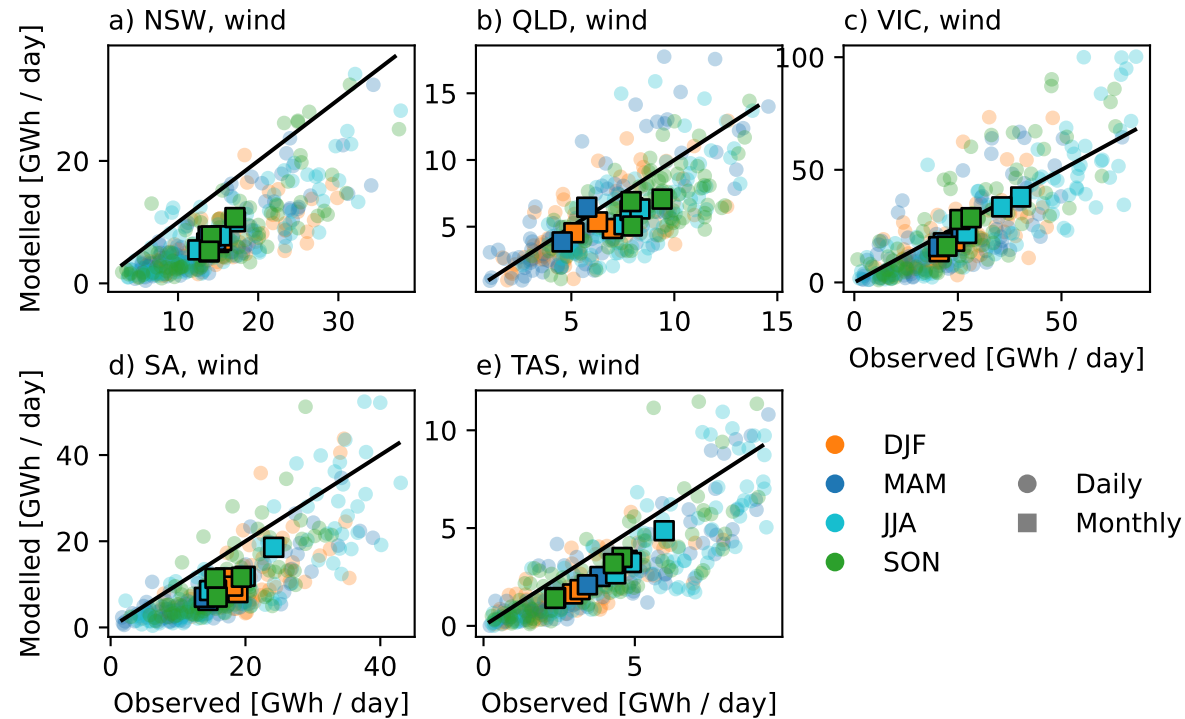 a) NSW, wind
b) QLD, wind
c) VIC, wind
Modelled [GWh / day]
20
0
10
20
30
15
10
5
5
10
15
100
50
0
0
25
50
Observed [GWh / day]
d) SA, wind
e) TAS, wind
Modelled [GWh / day]
40
20
0
0
20
40
Observed [GWh / day]
10
5
0
0
5
Observed [GWh / day]
DJF
MAM
JJA
SON
Daily
Monthly